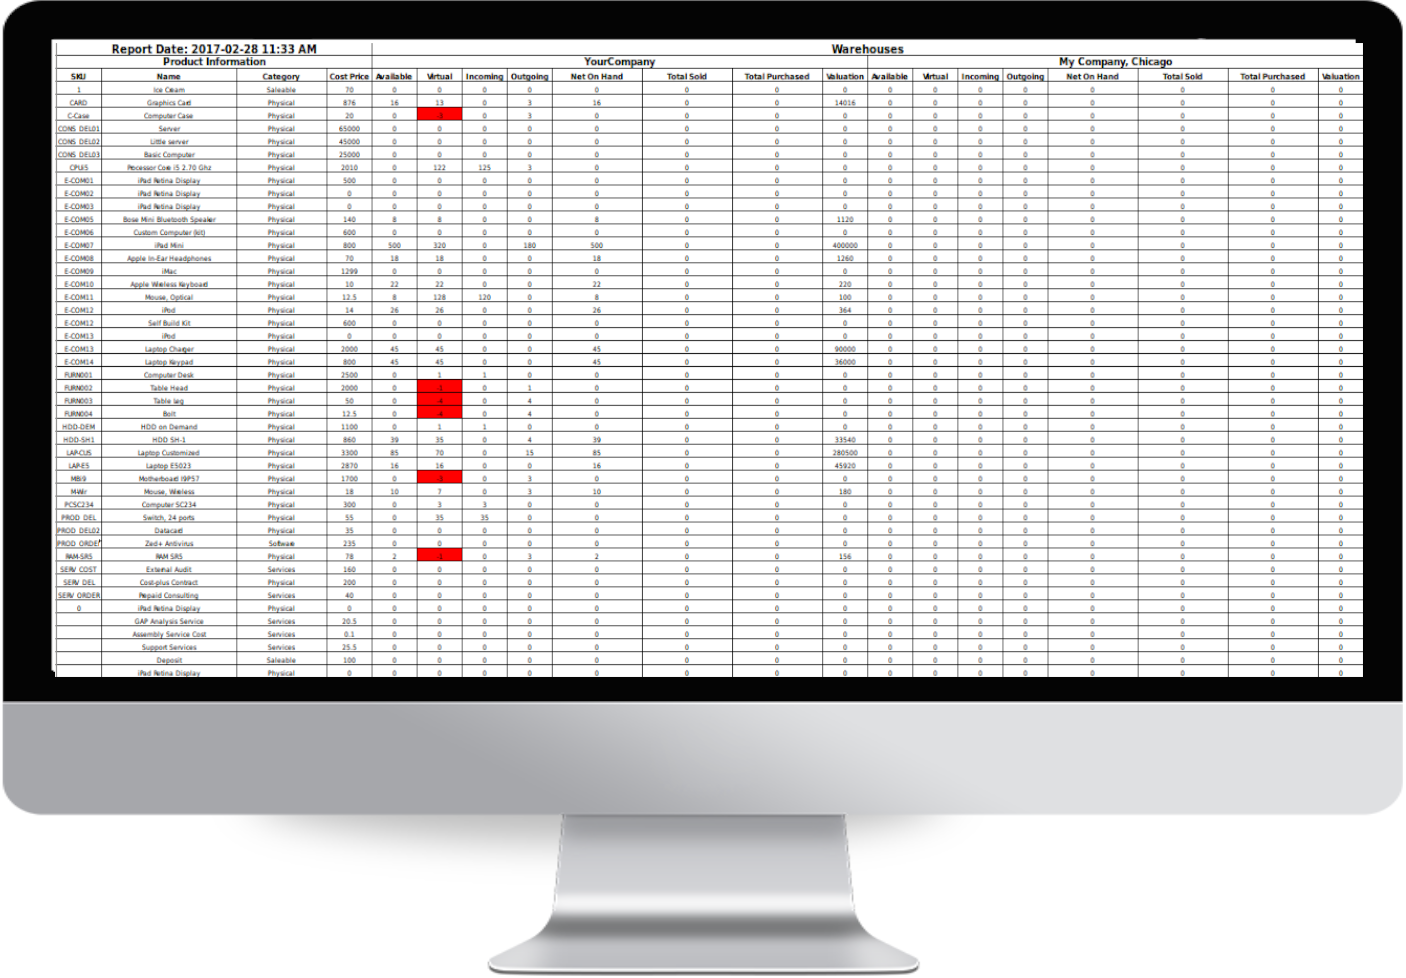 Report Date: 2017-02-28 11:33 AM Warehouses
Product Information YourCompany My Company, Chicago
SKU Name Category Cost Price Available Virtual Incoming Outgoing Net On Hand Total Sold Total Purchased Valuation Available Virtual Incoming Outgoing Net On Hand Total Sold Total Purchased Valuation
1 Ice Cream Saleable 70 0 0 0 0 0 0 0 0 0 0 0 0 0 0 0 0
CARD Graphics Card Physical 876 16 13 0 3 16 0 0 14016 0 0 0 0 0 0 0 0
C-Case Computer Case Physical 20 0 -3 0 3 0 0 0 0 0 0 0 0 0 0 0 0
CONS_DEL01 Server Physical 65000 0 0 0 0 0 0 0 0 0 0 0 0 0 0 0 0
CONS_DEL02 Little server Physical 45000 0 0 0 0 0 0 0 0 0 0 0 0 0 0 0 0
CONS_DEL03 Basic Computer Physical 25000 0 0 0 0 0 0 0 0 0 0 0 0 0 0 0 0
CPUi5 Processor Core i5 2.70 Ghz Physical 2010 0 122 125 3 0 0 0 0 0 0 0 0 0 0 0 0
E-COM01 iPad Retina Display Physical 500 0 0 0 0 0 0 0 0 0 0 0 0 0 0 0 0
E-COM02 iPad Retina Display Physical 0 0 0 0 0 0 0 0 0 0 0 0 0 0 0 0 0
E-COM03 iPad Retina Display Physical 0 0 0 0 0 0 0 0 0 0 0 0 0 0 0 0 0
E-COM05 Bose Mini Bluetooth Speaker Physical 140 8 8 0 0 8 0 0 1120 0 0 0 0 0 0 0 0
E-COM06 Custom Computer (kit) Physical 600 0 0 0 0 0 0 0 0 0 0 0 0 0 0 0 0
E-COM07 iPad Mini Physical 800 500 320 0 180 500 0 0 400000 0 0 0 0 0 0 0 0
E-COM08 Apple In-Ear Headphones Physical 70 18 18 0 0 18 0 0 1260 0 0 0 0 0 0 0 0
E-COM09 iMac Physical 1299 0 0 0 0 0 0 0 0 0 0 0 0 0 0 0 0
E-COM10 Apple Wireless Keyboard Physical 10 22 22 0 0 22 0 0 220 0 0 0 0 0 0 0 0
E-COM11 Mouse, Optical Physical 12.5 8 128 120 0 8 0 0 100 0 0 0 0 0 0 0 0
E-COM12 iPod Physical 14 26 26 0 0 26 0 0 364 0 0 0 0 0 0 0 0
E-COM12 Self Build Kit Physical 600 0 0 0 0 0 0 0 0 0 0 0 0 0 0 0 0
E-COM13 iPod Physical 0 0 0 0 0 0 0 0 0 0 0 0 0 0 0 0 0
E-COM13 Laptop Charger Physical 2000 45 45 0 0 45 0 0 90000 0 0 0 0 0 0 0 0
E-COM14 Laptop Keypad Physical 800 45 45 0 0 45 0 0 36000 0 0 0 0 0 0 0 0
FURN001 Computer Desk Physical 2500 0 1 1 0 0 0 0 0 0 0 0 0 0 0 0 0
FURN002 Table Head Physical 2000 0 -1 0 1 0 0 0 0 0 0 0 0 0 0 0 0
FURN003 Table leg Physical 50 0 -4 0 4 0 0 0 0 0 0 0 0 0 0 0 0
FURN004 Bolt Physical 12.5 0 -4 0 4 0 0 0 0 0 0 0 0 0 0 0 0
HDD-DEM HDD on Demand Physical 1100 0 1 1 0 0 0 0 0 0 0 0 0 0 0 0 0
HDD-SH1 HDD SH-1 Physical 860 39 35 0 4 39 0 0 33540 0 0 0 0 0 0 0 0
LAP-CUS Laptop Customized Physical 3300 85 70 0 15 85 0 0 280500 0 0 0 0 0 0 0 0
LAP-E5 Laptop E5023 Physical 2870 16 16 0 0 16 0 0 45920 0 0 0 0 0 0 0 0
MBi9 Motherboard I9P57 Physical 1700 0 -3 0 3 0 0 0 0 0 0 0 0 0 0 0 0
M-Wir Mouse, Wireless Physical 18 10 7 0 3 10 0 0 180 0 0 0 0 0 0 0 0
PCSC234 Computer SC234 Physical 300 0 3 3 0 0 0 0 0 0 0 0 0 0 0 0 0
PROD_DEL Switch, 24 ports Physical 55 0 35 35 0 0 0 0 0 0 0 0 0 0 0 0 0
PROD_DEL02 Datacard Physical 35 0 0 0 0 0 0 0 0 0 0 0 0 0 0 0 0
PROD_ORDE Zed+ Antivirus Software 235 0 0 0 0 0 0 0 0 0 0 0 0 0 0 0 0
RAM-SR5 RAM SR5 Physical 78 2 -1 0 3 2 0 0 156 0 0 0 0 0 0 0 0
SERV_COST External Audit Services 160 0 0 0 0 0 0 0 0 0 0 0 0 0 0 0 0
SERV_DEL Cost-plus Contract Physical 200 0 0 0 0 0 0 0 0 0 0 0 0 0 0 0 0
SERV_ORDER Prepaid Consulting Services 40 0 0 0 0 0 0 0 0 0 0 0 0 0 0 0 0
0 iPad Retina Display Physical 0 0 0 0 0 0 0 0 0 0 0 0 0 0 0 0 0
GAP Analysis Service Services 20.5 0 0 0 0 0 0 0 0 0 0 0 0 0 0 0 0
Assembly Service Cost Services 0.1 0 0 0 0 0 0 0 0 0 0 0 0 0 0 0 0
Support Services Services 25.5 0 0 0 0 0 0 0 0 0 0 0 0 0 0 0 0
Deposit Saleable 100 0 0 0 0 0 0 0 0 0 0 0 0 0 0 0 0
iPad Retina Display Physical 0 0 0 0 0 0 0 0 0 0 0 0 0 0 0 0 0